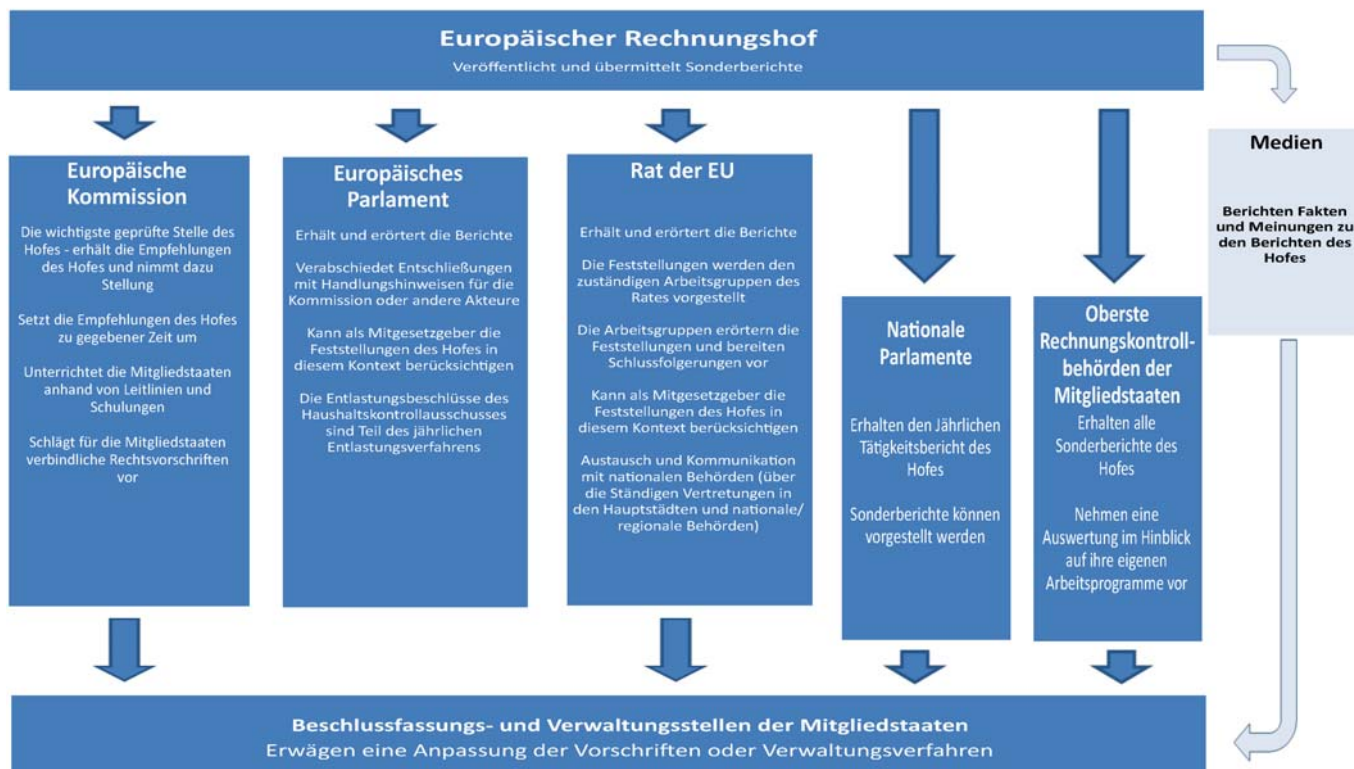 Europäischer Rechnungshof
Veröffentlicht und übermittelt Sonderberichte
Europäische
Kommission
Die wichtigste geprüfte Stelle des
Hofes - erhält die Empfehlungen
des Hofes und nimmt dazu
Stellung
Setzt die Empfehlungen des Hofes
zu gegebener Zeit um
Unterrichtet die Mitgliedstaaten
anhand von Leitlinien und
Schulungen
Schlägt für die Mitgliedstaaten
verbindliche Rechtsvorschriften
vor
Europäisches
Parlament
Erhält und erörtert die Berichte
Verabschiedet Entschließungen
mit Handlungshinweisen für die
Kommission oder andere Akteure
Kann als Mitgesetzgeber die
Feststellungen des Hofes in
diesem Kontext berücksichtigen
Die Entlastungsbeschlüsse des
Haushaltskontrollausschusses
sind Teil des jährlichen
Entlastungsverfahrens
Rat der EU
Erhält und erörtert die Berichte
Die Feststellungen werden den
zuständigen Arbeitsgruppen des
Rates vorgestellt
Die Arbeitsgruppen erörtern die
Feststellungen und bereiten
Schlussfolgerungen vor
Kann als Mitgesetzgeber die
Feststellungen des Hofes in
diesem Kontext berücksichtigen
Austausch und Kommunikation
mit nationalen Behörden (über
die Ständigen Vertretungen in
den Hauptstädten und nationale/
regionale Behörden)
Nationale
Parlamente
Erhalten den Jährlichen
Tätigkeitsbericht des
Hofes
Sonderberichte können
vorgestellt werden
Oberste
Rechnungskontroll-
behörden der
Mitgliedstaaten
Erhalten alle
Sonderberichte des
Hofes
Nehmen eine
Auswertung im Hinblick
auf ihre eigenen
Arbeitsprogramme vor
Medien
Berichten Fakten
und Meinungen zu
den Berichten des
Hofes
Beschlussfassungs- und Verwaltungsstellen der Mitgliedstaaten
Erwägen eine Anpassung der Vorschriften oder Verwaltungsverfahren